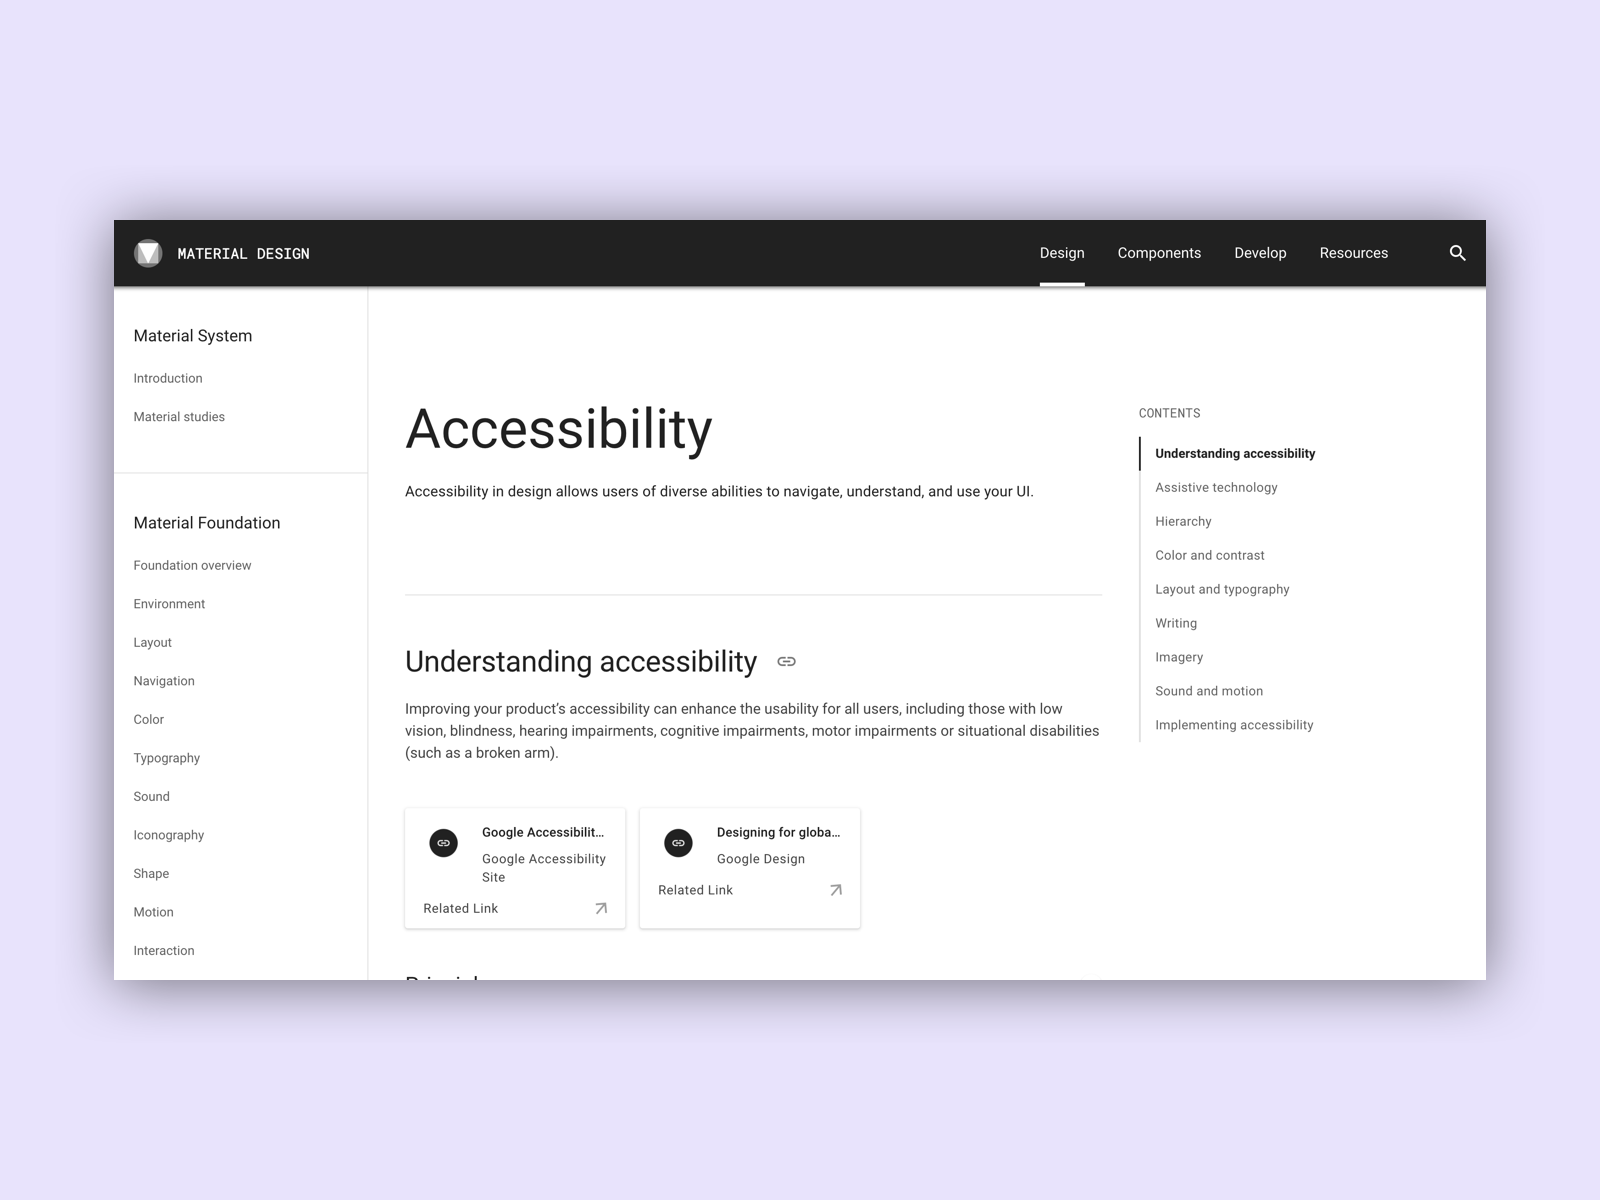 MATERIAL DESIGN
Design
Components
Develop
Resources
Material System
Introduction
Material studies
Material Foundation
Foundation overview
Environment
Layout
Navigation
Color
Typography
Sound
Iconography
Shape
Motion
Interaction
Accessibility
Accessibility in design allows users of diverse abilities to navigate, understand, and use your UI.
Understanding accessibility
Improving your product’s accessibility can enhance the usability for all users, including those with low
vision, blindness, hearing impairments, cognitive impairments, motor impairments or situational disabilities
(such as a broken arm).
Google Accessibilit…
Google Accessibility
Site
Related Link
Designing for globa…
Google Design
Related Link
CONTENTS
Understanding accessibility
Assistive technology
Hierarchy
Color and contrast
Layout and typography
Writing
Imagery
Sound and motion
Implementing accessibility